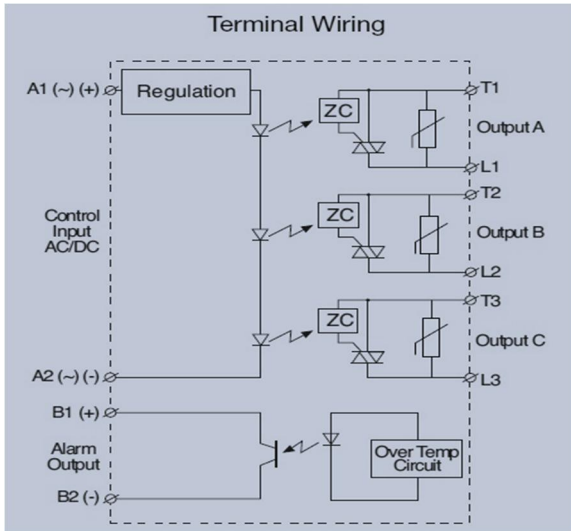 Terminal Wiring
A1 (~) (+)
Regulation
ZC
T1
Output A
L1
Control
Input
AC/DC
ZC
T2
Output B
L2
ZC
T3
Output C
L3
A2 (~) (-)
B1 (+)
Alarm
Output
B2 (-)
Over Temp
Circuit